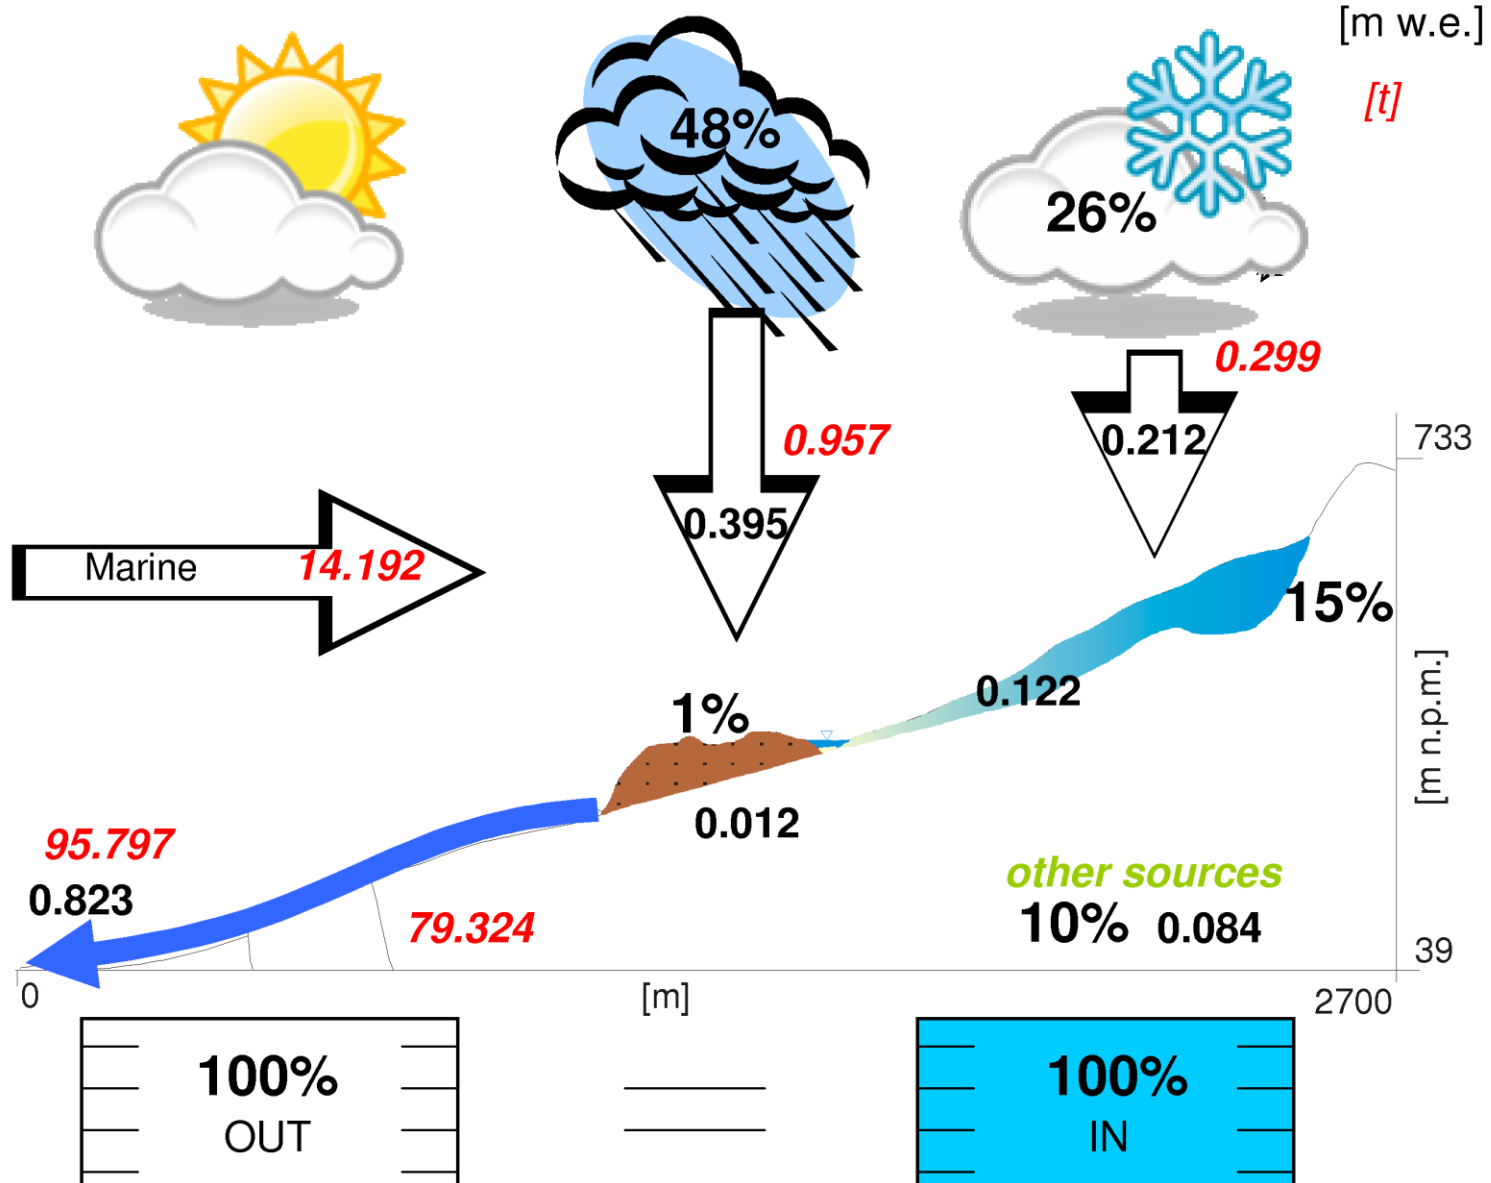 [m w.e.]
[t]
48%
26%
0.299
0.957
0.212
733
0.395
Marine 14.192
15%
[m n.p.m.]
0.122
1%
0.012
95.797
0.823
79.324
other sources
10% 0.084
39
0
[m]
2700
100%
OUT
100%
IN